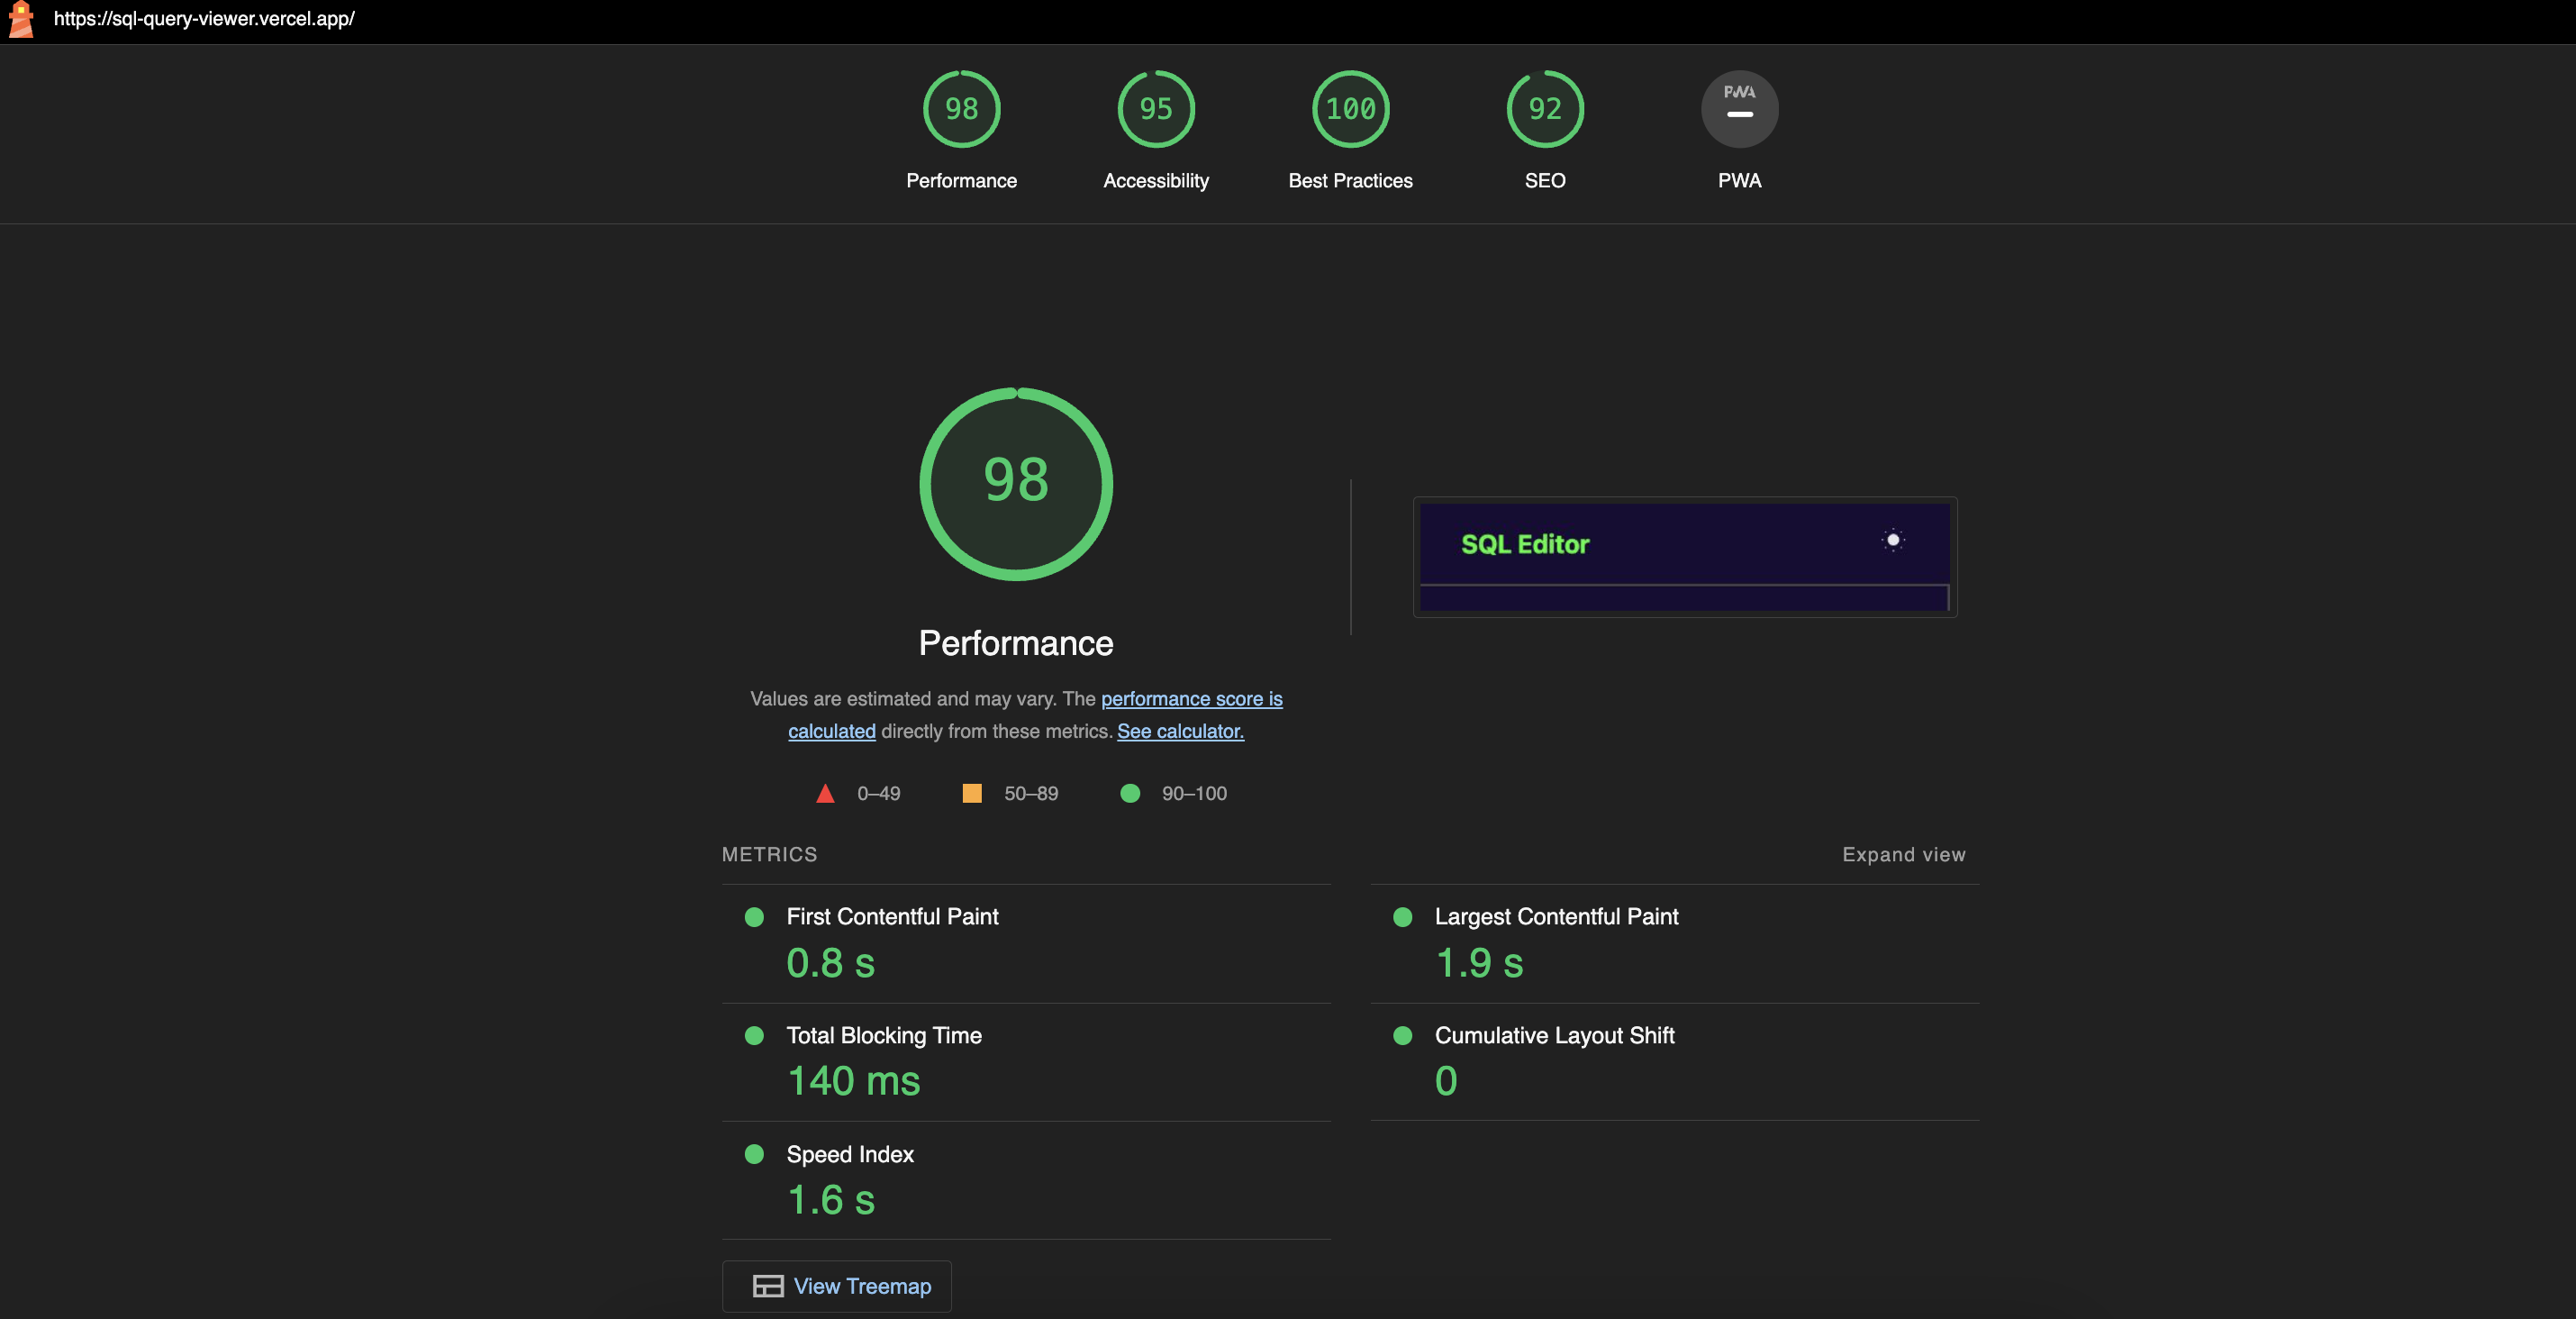 https://sql-query-viewer.vercel.app/
98
95
100
92
PWA
Performance
Accessibility
Best Practices
SEO
PWA
98
SQL Editor
Performance
Values are estimated and may vary. The performance score is
calculated directly from these metrics. See calculator.
0–49
50–89
90–100
METRICS
Expand view
First Contentful Paint
0.8 s
Largest Contentful Paint
1.9 s
Total Blocking Time
140 ms
Cumulative Layout Shift
0
Speed Index
1.6 s
View Treemap